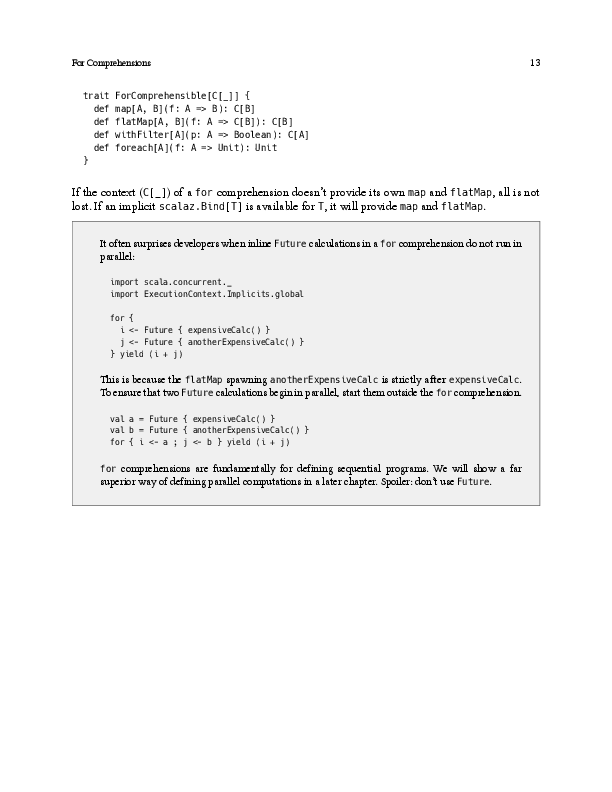 For Comprehensions 13
trait ForComprehensible[C[_]] {
  def map[A, B](f: A => B): C[B]
  def flatMap[A, B](f: A => C[B]): C[B]
  def withFilter[A](p: A => Boolean): C[A]
  def foreach[A](f: A => Unit): Unit
}
If the context (C[_]) of a for comprehension doesn’t provide its own map and flatMap, all is not
lost. If an implicit scalaz.Bind[T] is available for T, it will provide map and flatMap.
It often surprises developers when inline Future calculations in a for comprehension do not run in
parallel:
import scala.concurrent._
import ExecutionContext.Implicits.global
for {
  i <- Future { expensiveCalc() }
  j <- Future { anotherExpensiveCalc() }
} yield (i + j)
This is because the flatMap spawning anotherExpensiveCalc is strictly after expensiveCalc.
To ensure that two Future calculations begin in parallel, start them outside the for comprehension.
val a = Future { expensiveCalc() }
val b = Future { anotherExpensiveCalc() }
for { i <- a ; j <- b } yield (i + j)
for comprehensions are fundamentally for defining sequential programs. We will show a far
superior way of defining parallel computations in a later chapter. Spoiler: don’t use Future.